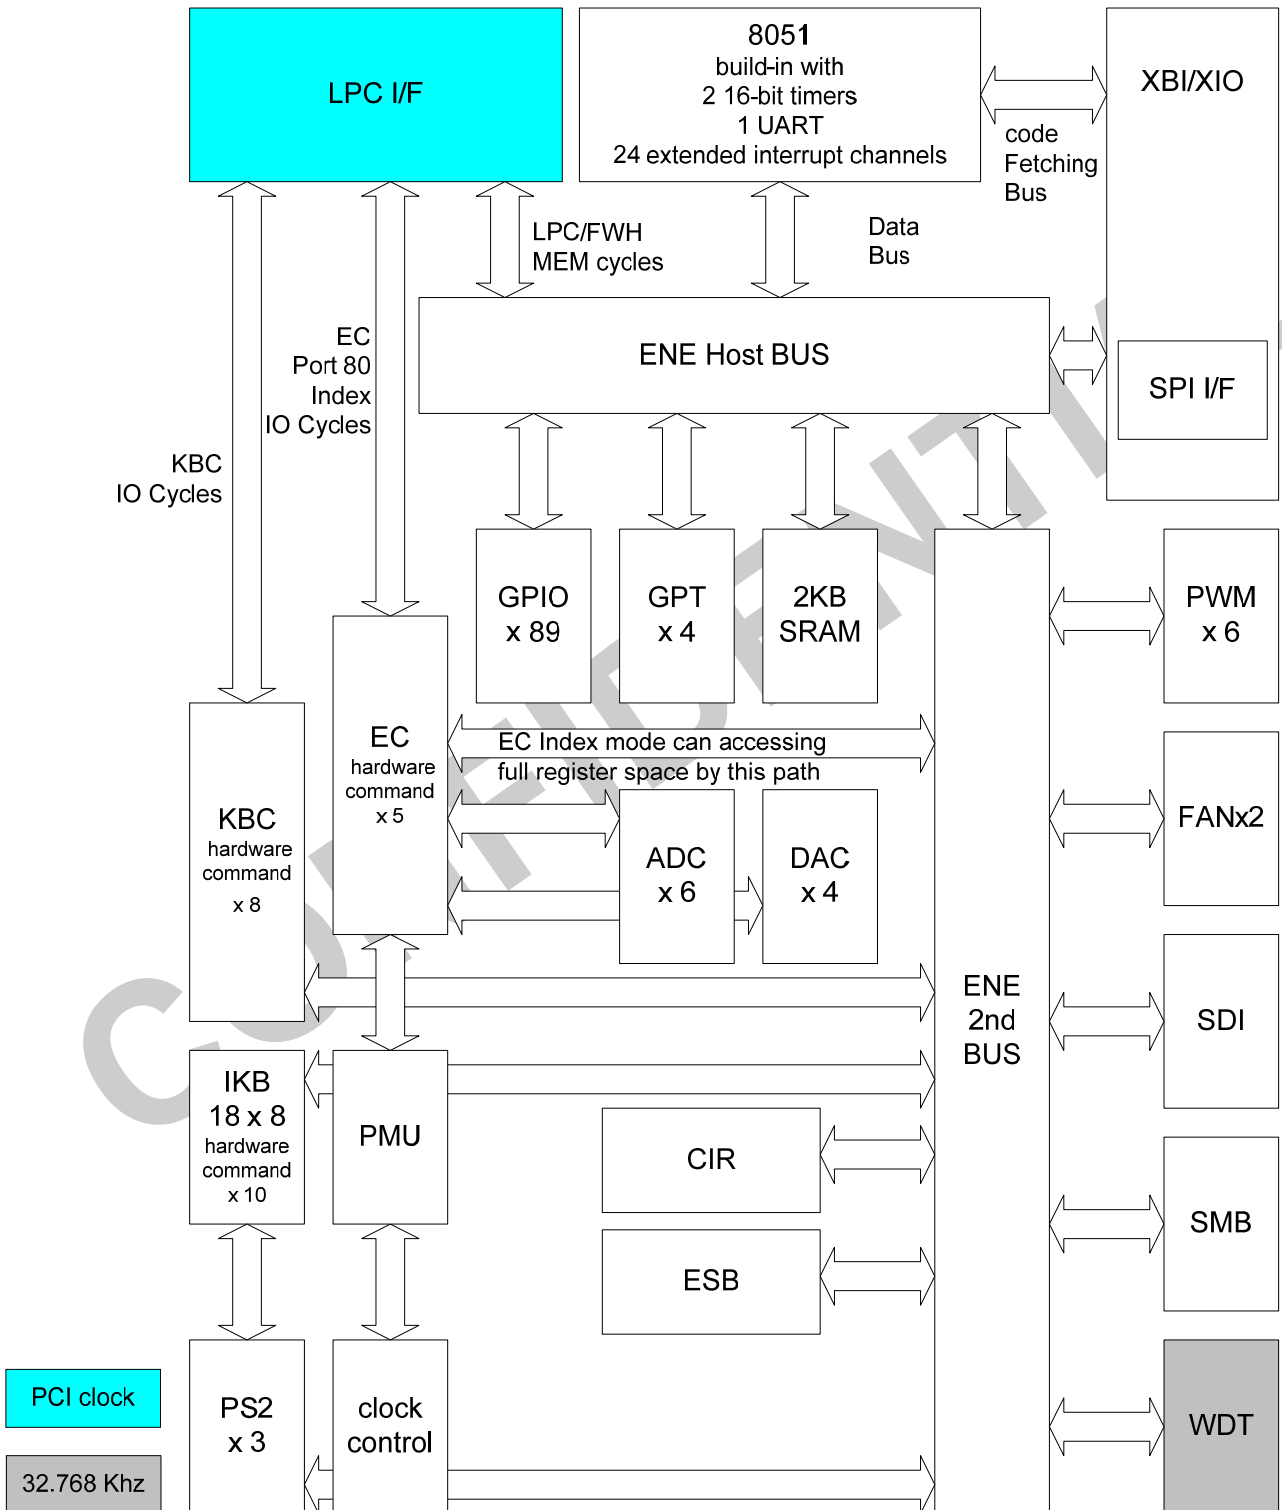 LPC I/F
8051
build-in with
2 16-bit timers
1 UART
24 extended interrupt channels
XBI/XIO
code
Fetching
Bus
LPC/FWH
MEM cycles
Data
Bus
EC
Port 80
Index
IO Cycles
ENE Host BUS
SPI I/F
KBC
IO Cycles
GPIO
x 89
GPT
x 4
2KB
SRAM
PWM
x 6
EC
hardware
command
x 5
EC Index mode can accessing
full register space by this path
KBC
hardware
command
x 8
ADC
x 6
DAC
x 4
FANx2
ENE
2nd
BUS
SDI
IKB
18 x 8
hardware
command
x 10
PMU
CIR
SMB
ESB
PCI clock
PS2
x 3
clock
control
WDT
32.768 Khz
CONFIDENTIA